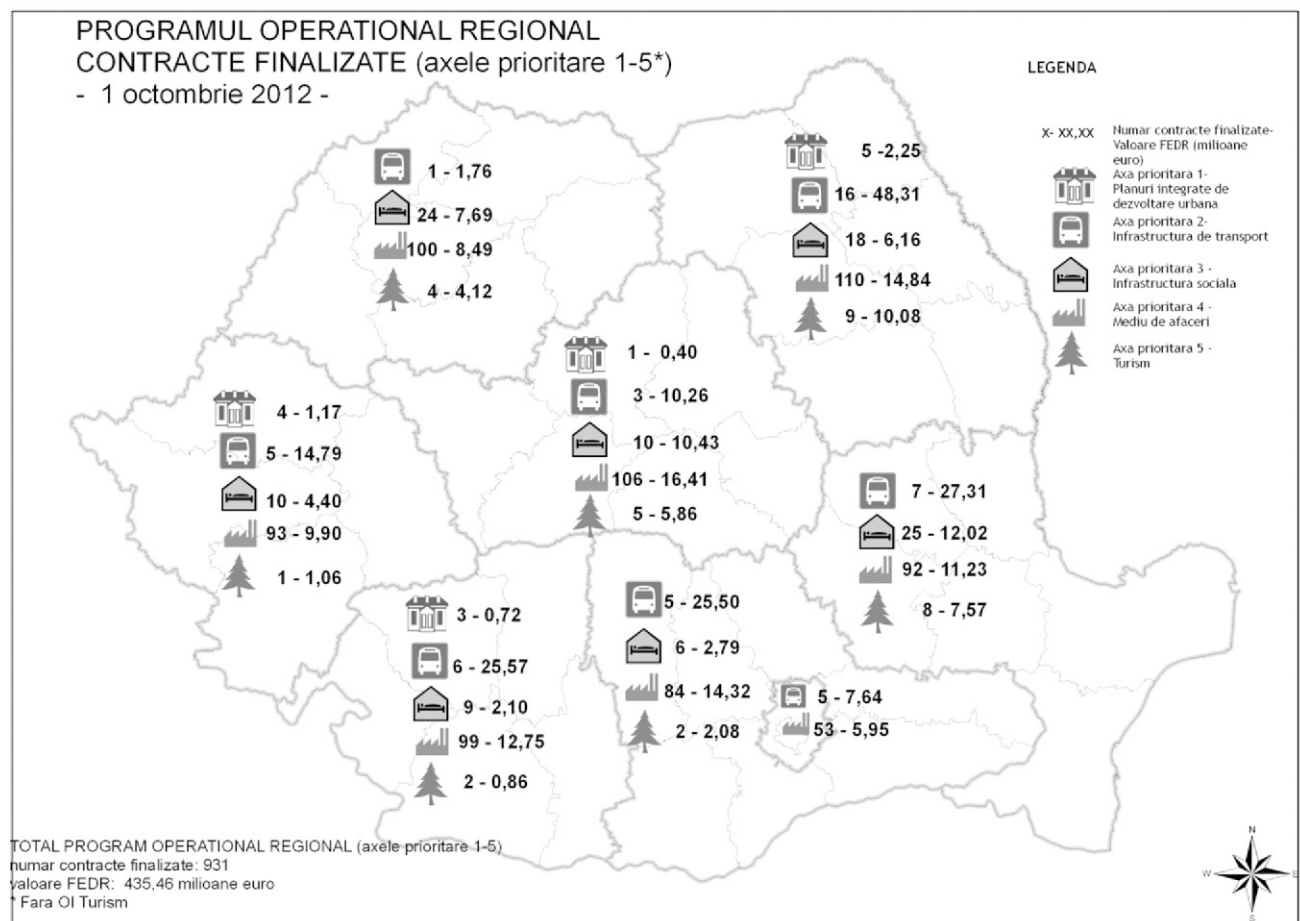 PROGRAMUL OPERATIONAL REGIONAL
CONTRACTE FINALIZATE (axele prioritare 1-5*)
- 1 octombrie 2012 -
LEGENDA
X- XX,XX Numar contracte finalizate-
Valoare FEDR (milioane
euro)
Axa prioritara 1-
Planuri integrate de
dezvoltare urbana
Axa prioritara 2-
Infrastructura de transport
Axa prioritara 3 -
Infrastructura sociala
Axa prioritara 4 -
Mediu de afaceri
Axa prioritara 5 -
Turism
1 - 1,76
24 - 7,69
100 - 8,49
4 - 4,12
5 -2,25
16 - 48,31
18 - 6,16
110 - 14,84
9 - 10,08
1 - 0,40
3 - 10,26
10 - 10,43
106 - 16,41
5 - 5,86
4 - 1,17
5 - 14,79
10 - 4,40
93 - 9,90
1 - 1,06
7 - 27,31
25 - 12,02
92 - 11,23
8 - 7,57
3 - 0,72
6 - 25,57
9 - 2,10
99 - 12,75
2 - 0,86
5 - 25,50
6 - 2,79
84 - 14,32
2 - 2,08
5 - 7,64
53 - 5,95
TOTAL PROGRAM OPERATIONAL REGIONAL (axele prioritare 1-5)
numar contracte finalizate: 931
valoare FEDR: 435,46 milioane euro
* Fara OI Turism
N
W E
S